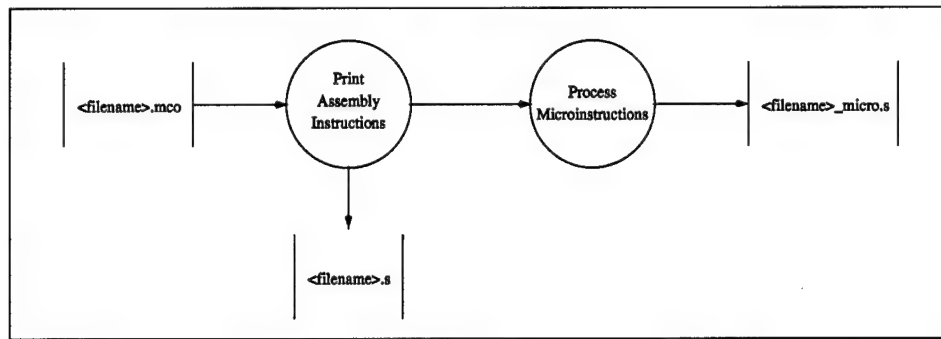 <filename>.mco
Print
Assembly
Instructions
Process
Microinstructions
<filename>_micro.s
<filename>.s